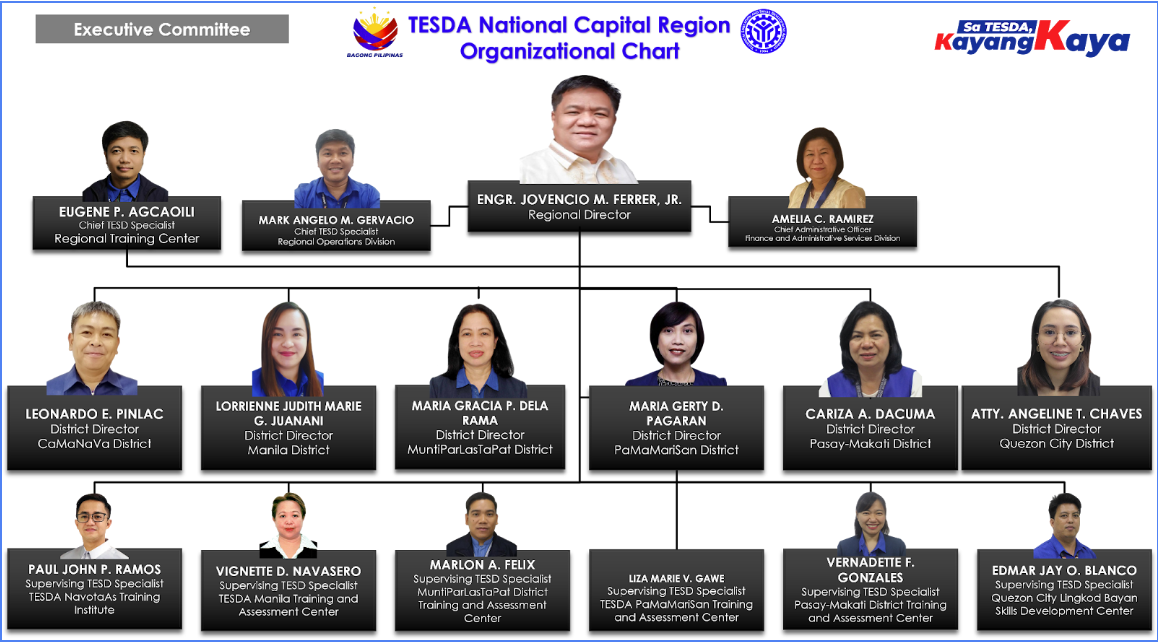 Executive Committee
BAGONG PILIPINAS
TESDA National Capital Region
Organizational Chart
Sa TESDA,
KayangKaya
ENGR. JOVENCIO M. FERRER, JR.
Regional Director
EUGENE P. AGCAOILI
Chief TESD Specialist
Regional Training Center
MARK ANGELO M. GERVACIO
Chief TESD Specialist
Regional Operations Division
AMELIA C. RAMIREZ
Chief Administrative Officer
Finance and Administrative Services Division
LEONARDO E. PINLAC
District Director
CaMaNaVa District
LORRIENNE JUDITH MARIE
G. JUANANI
District Director
Manila District
MARIA GRACIA P. DELA
RAMA
District Director
MuntiParLasTaPat District
MARIA GERTY D.
PAGARAN
District Director
PaMaMariSan District
CARIZA A. DACUMA
District Director
Pasay-Makati District
ATTY. ANGELINE T. CHAVES
District Director
Quezon City District
PAUL JOHN P. RAMOS
Supervising TESD Specialist
TESDA NavotaAs Training
Institute
VIGNETTE D. NAVASERO
Supervising TESD Specialist
TESDA Manila Training and
Assessment Center
MARLON A. FELIX
Supervising TESD Specialist
MuntiParLasTaPat District
Training and Assessment
Center
LIZA MARIE V. GAWE
Supervising TESD Specialist
TESDA PaMaMariSan Training
and Assessment Center
VERNADETTE F.
GONZALES
Supervising TESD Specialist
Pasay-Makati District Training
and Assessment Center
EDMAR JAY O. BLANCO
Supervising TESD Specialist
Quezon City Lingkod Bayan
Skills Development Center